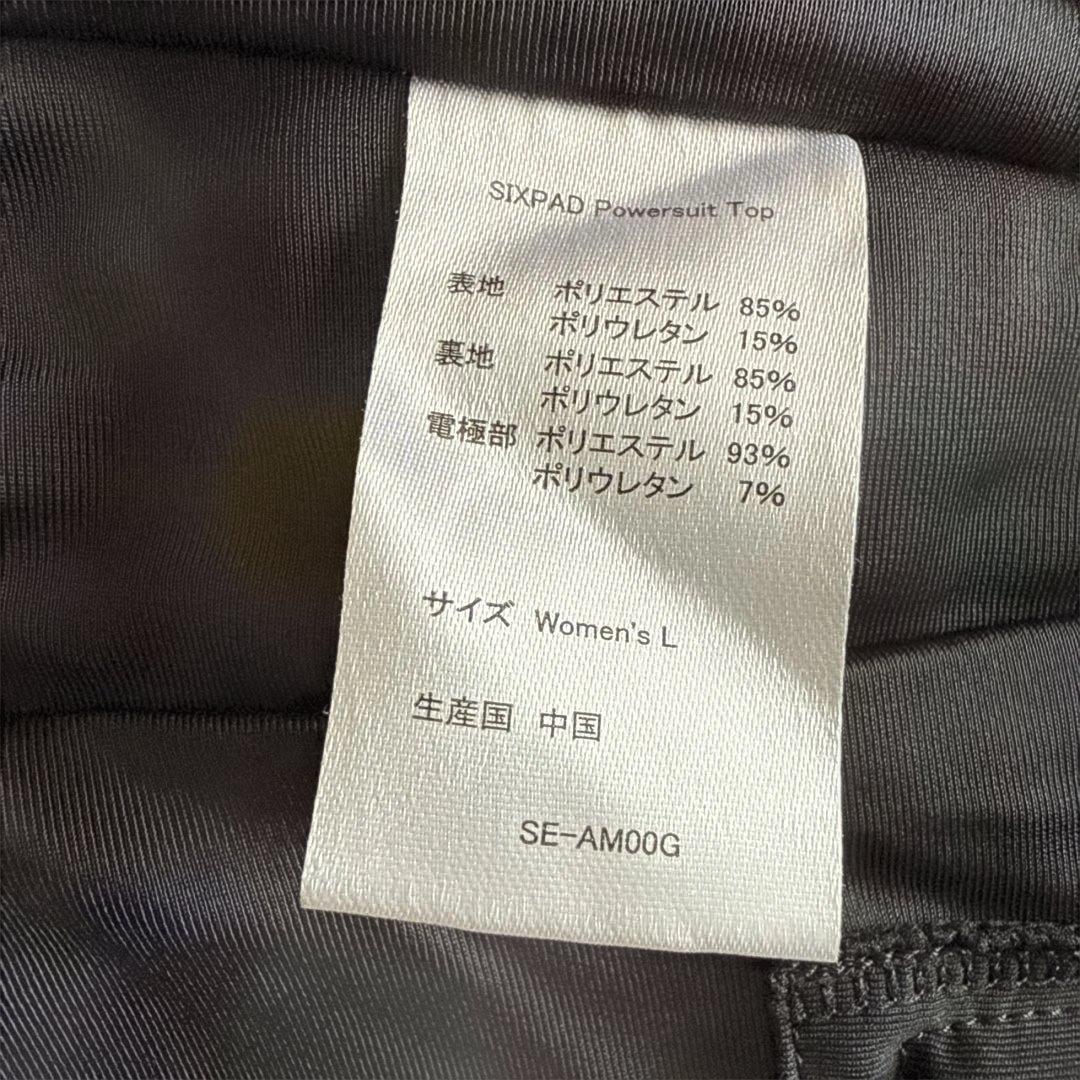 SIXPAD Powersuit Top
表地 ポリエステル 85%
ポリウレタン 15%
裏地 ポリエステル 85%
ポリウレタン 15%
電極部 ポリエステル 93%
ポリウレタン 7%
サイズ Women's L
生産国 中国
SE-AM00G